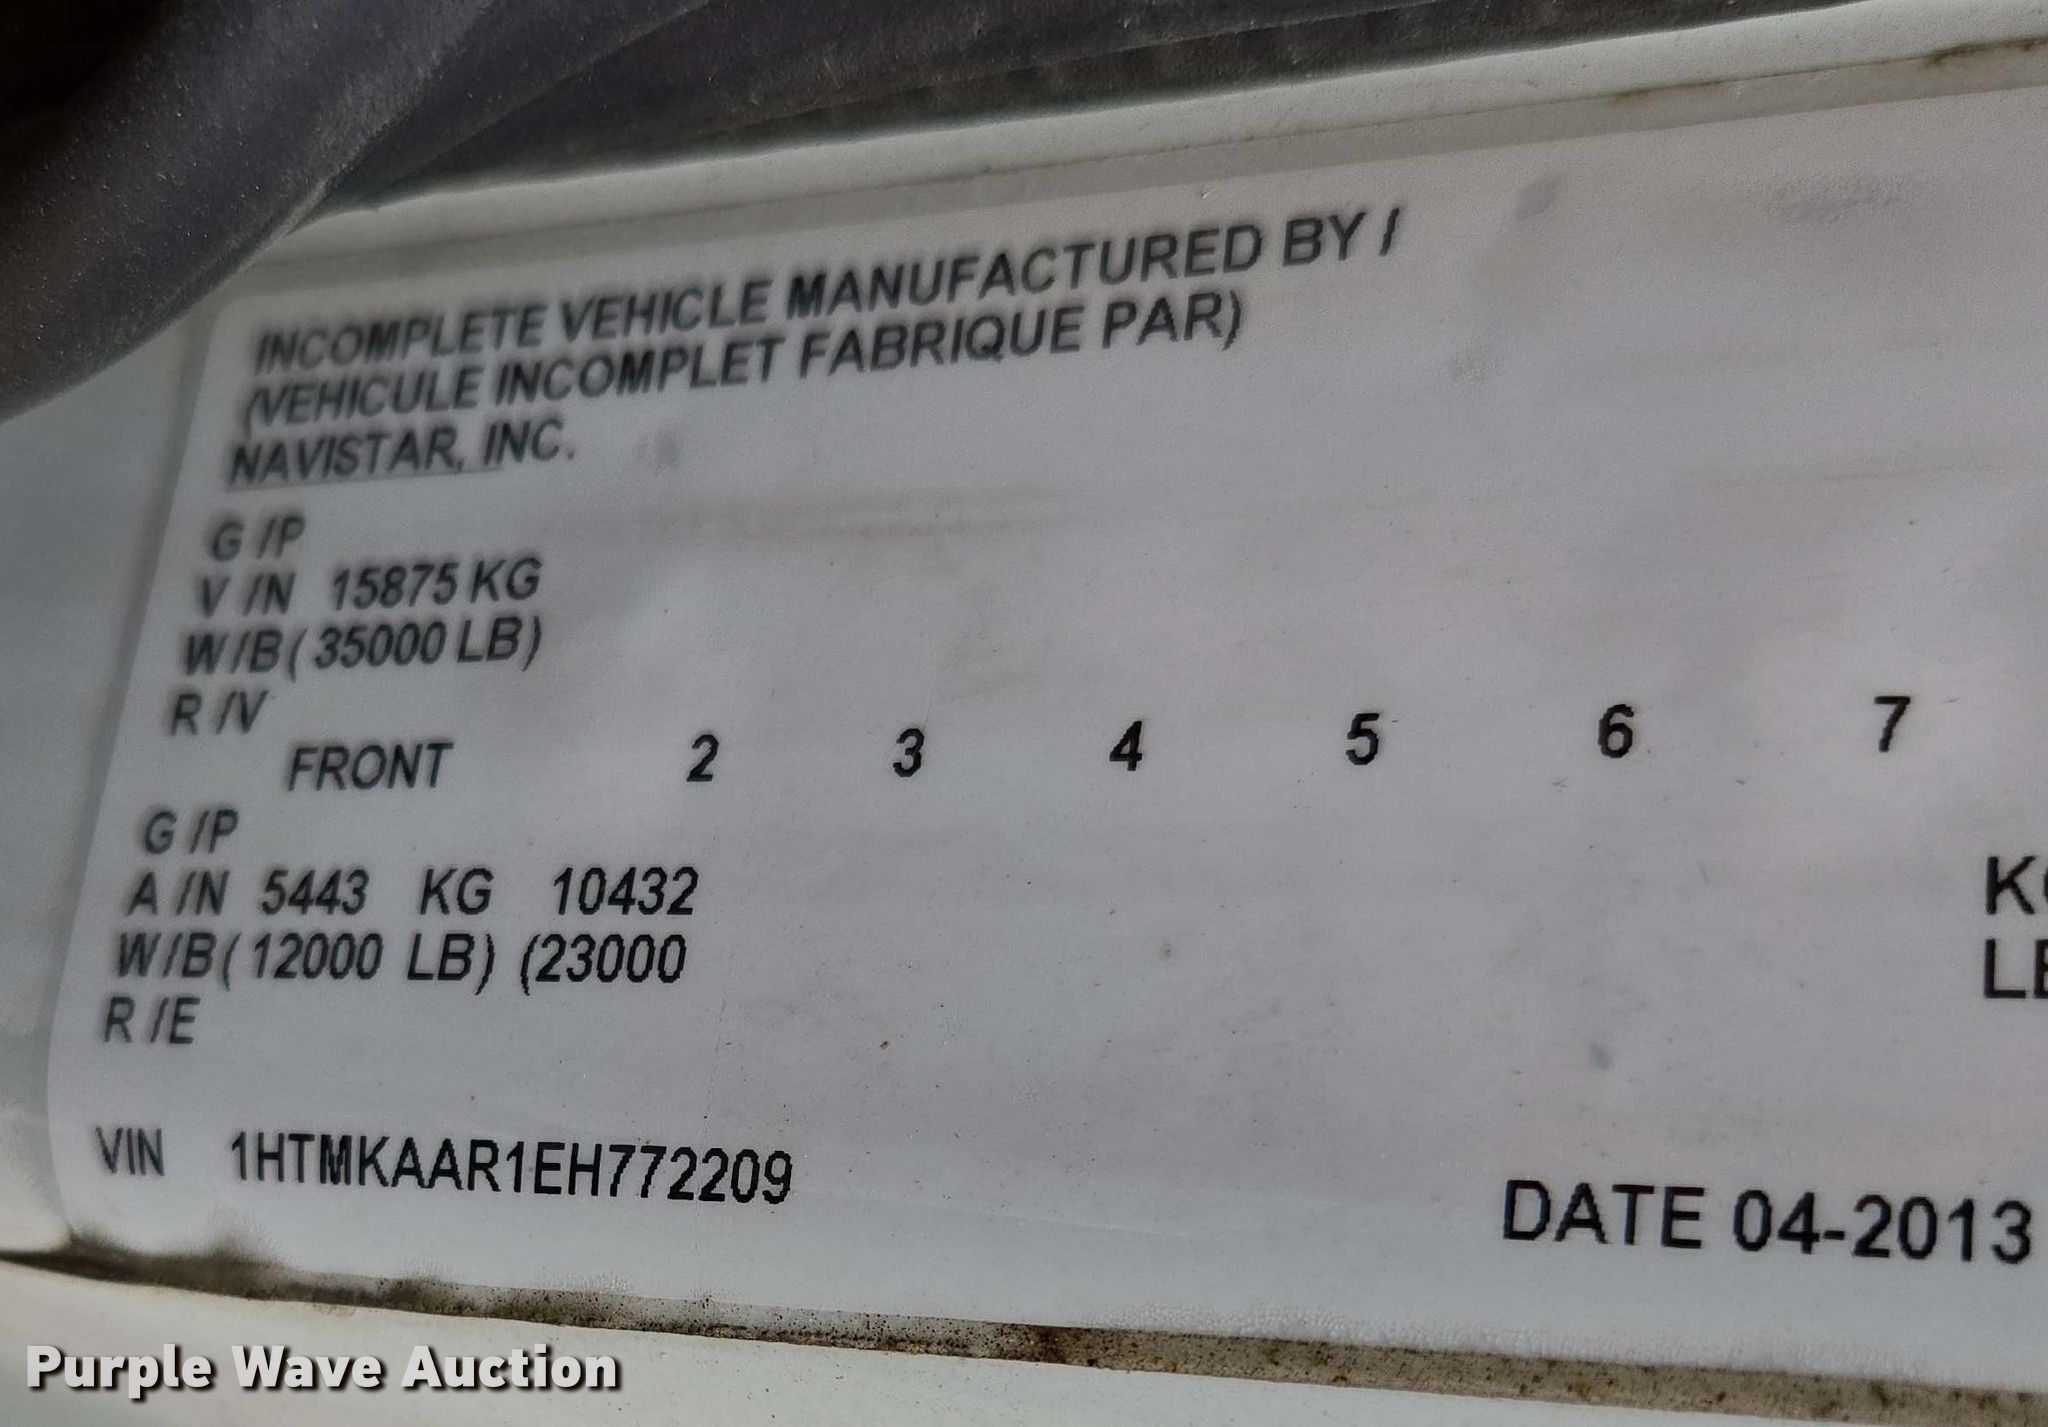 INCOMPLETE VEHICLE MANUFACTURED BY /
(VEHICULE INCOMPLET FABRIQUE PAR)
NAVISTAR, INC.
G /P
V /N 15875 KG
W/B( 35000 LB)
R /V
FRONT 2 3 4 5 6 7
G /P
A /N 5443 KG 10432
W/B( 12000 LB) (23000
R /E
VIN 1HTMKAAR1EH772209
DATE 04-2013
Purple Wave Auction